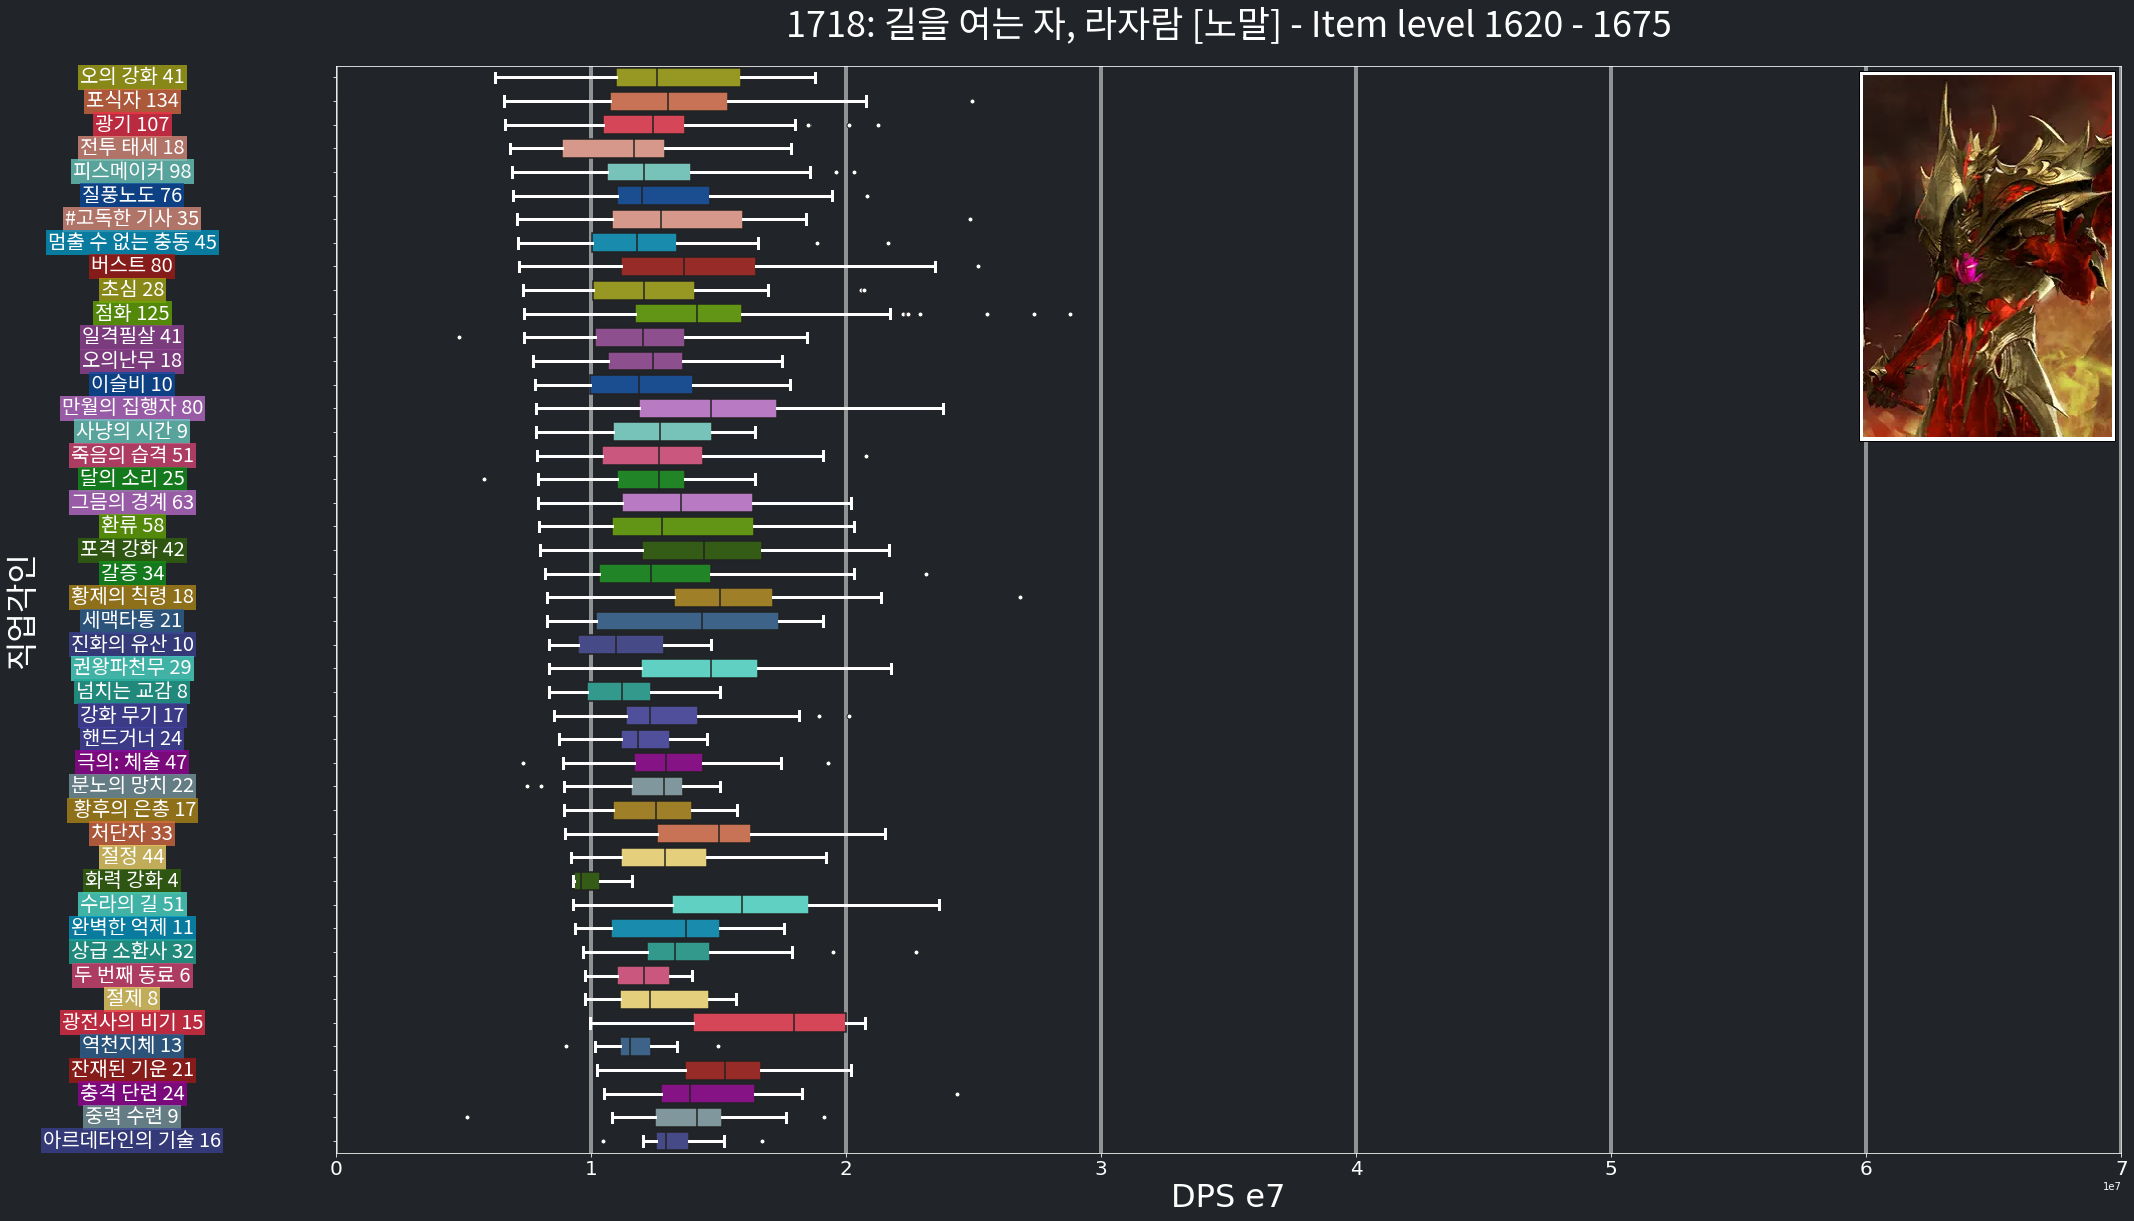 1718: 길을 여는 자, 라자람 [노말] - Item level 1620 - 1675
오의 강화 41
포식자 134
광기 107
전투 태세 18
피스메이커 98
질풍노도 76
#고독한 기사 35
멈출 수 없는 충동 45
버스트 80
초심 28
점화 125
일격필살 41
오의난무 18
이슬비 10
만월의 집행자 80
사냥의 시간 9
죽음의 습격 51
달의 소리 25
그믐의 경계 63
환류 58
포격 강화 42
갈증 34
황제의 칙령 18
세맥타통 21
진화의 유산 10
권왕파천무 29
넘치는 교감 8
강화 무기 17
핸드거너 24
극의: 체술 47
분노의 망치 22
황후의 은총 17
처단자 33
절정 44
화력 강화 4
수라의 길 51
완벽한 억제 11
상급 소환사 32
두 번째 동료 6
절제 8
광전사의 비기 15
역천지체 13
잔재된 기운 21
충격 단련 24
중력 수련 9
아르데타인의 기술 16
직업각인
0 1 2 3 4 5 6 7
1e7
DPS e7